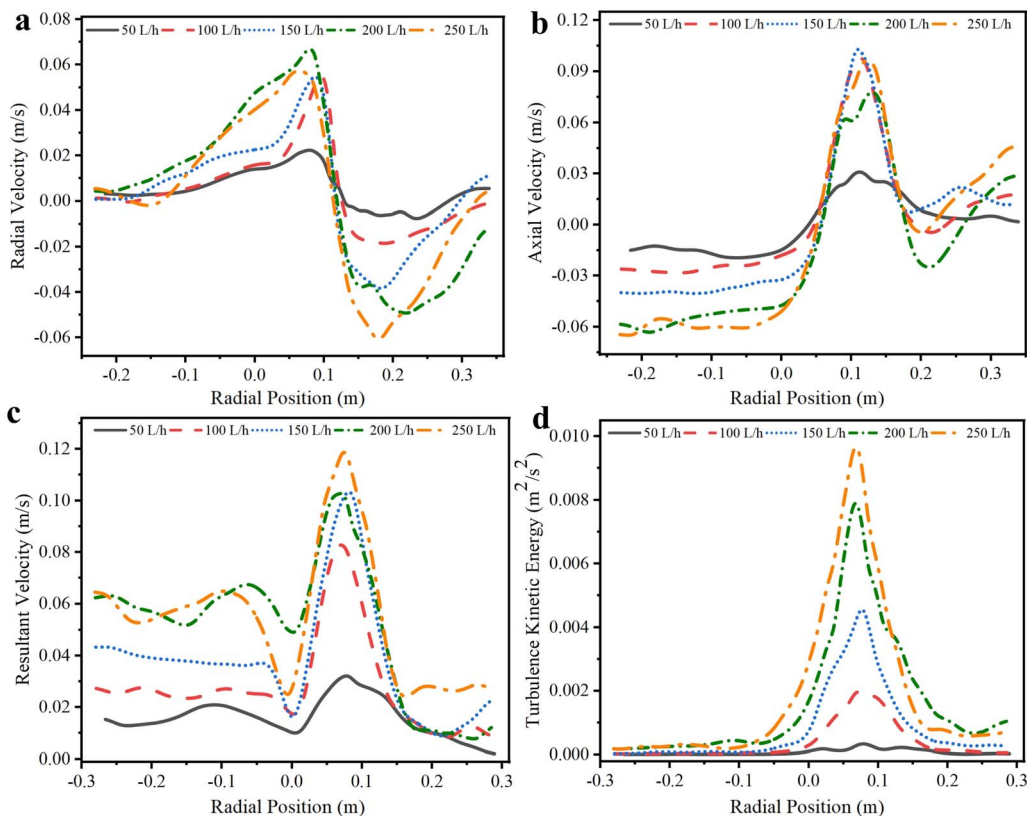 a
50 L/h 100 L/h 150 L/h 200 L/h 250 L/h
0.08
0.06
0.04
0.02
0.00
-0.02
-0.04
-0.06
Radial Velocity (m/s)
-0.2 -0.1 0.0 0.1 0.2 0.3
Radial Position (m)
b
50 L/h 100 L/h 150 L/h 200 L/h 250 L/h
0.12
0.09
0.06
0.03
0.00
-0.03
-0.06
Axial Velocity (m/s)
-0.2 -0.1 0.0 0.1 0.2 0.3
Radial Position (m)
c
50 L/h 100 L/h 150 L/h 200 L/h 250 L/h
0.12
0.10
0.08
0.06
0.04
0.02
0.00
Resultant Velocity (m/s)
-0.3 -0.2 -0.1 0.0 0.1 0.2 0.3
Radial Position (m)
d
50 L/h 100 L/h 150 L/h 200 L/h 250 L/h
0.010
0.008
0.006
0.004
0.002
0.000
Turbulence Kinetic Energy (m²/s²)
-0.3 -0.2 -0.1 0.0 0.1 0.2 0.3
Radial Position (m)